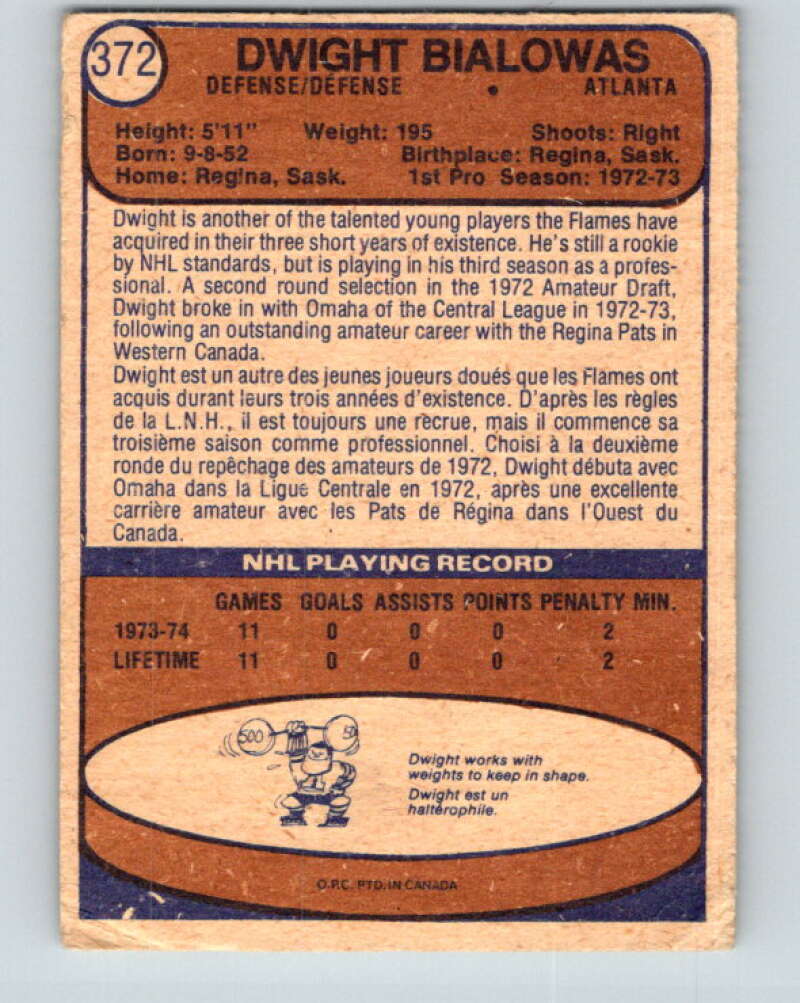 372
DWIGHT BIALOWAS
DEFENSE/DÉFENSE • ATLANTA
Height: 5'11" Weight: 195 Shoots: Right
Born: 9-8-52 Birthplace: Regina, Sask.
Home: Regina, Sask. 1st Pro Season: 1972-73
Dwight is another of the talented young players the Flames have
acquired in their three short years of existence. He's still a rookie
by NHL standards, but is playing in his third season as a profes-
sional. A second round selection in the 1972 Amateur Draft,
Dwight broke in with Omaha of the Central League in 1972-73,
following an outstanding amateur career with the Regina Pats in
Western Canada.
Dwight est un autre des jeunes joueurs doués que les Flames ont
acquis durant leurs trois années d'existence. D'après les règles
de la L.N.H., il est toujours une recrue, mais il commence sa
troisième saison comme professionnel. Choisi à la deuxième
ronde du repêchage des amateurs de 1972, Dwight débuta avec
Omaha dans la Ligue Centrale en 1972, après une excellente
carrière amateur avec les Pats de Régina dans l'Ouest du
Canada.
NHL PLAYING RECORD
GAMES GOALS ASSISTS POINTS PENALTY MIN.
1973-74 11 0 0 0 2
LIFETIME 11 0 0 0 2
500 50
Dwight works with
weights to keep in shape.
Dwight est un
haltérophile.
O.P.C. PTD. IN CANADA